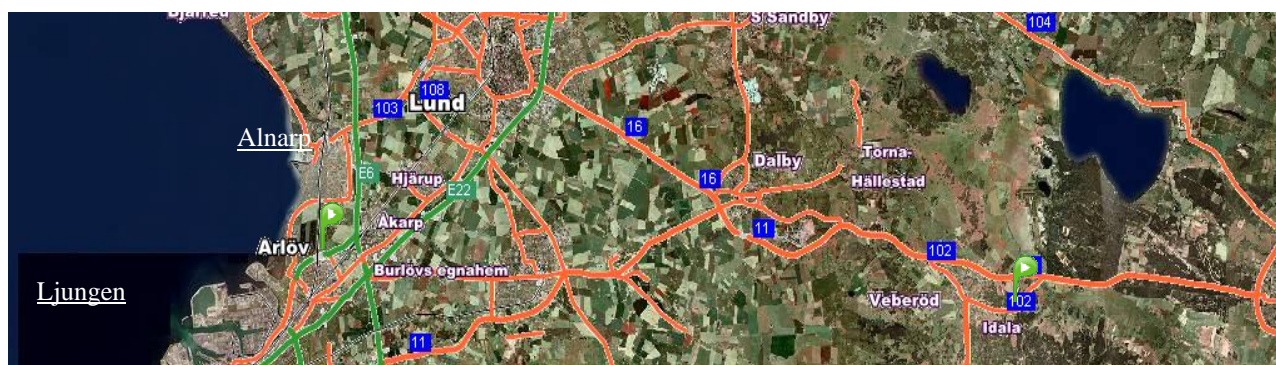 Bjärred
S Sandby
104
108
103
Lund
16
Alnarp
Dalby
Torna-
Hällestad
16
E6
Hjärup
E22
Åkarp
11
Arlöv
102
Burlövs egnahem
Ljungen
Veberöd
102
Idala
11